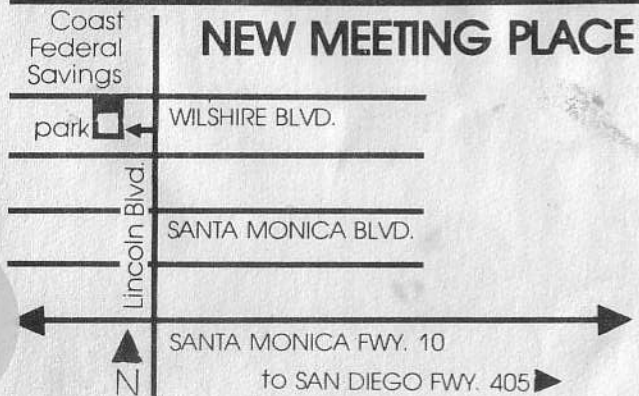 Coast
Federal
Savings
NEW MEETING PLACE
park
WILSHIRE BLVD.
Lincoln Blvd.
SANTA MONICA BLVD.
SANTA MONICA FWY. 10
N
to SAN DIEGO FWY. 405